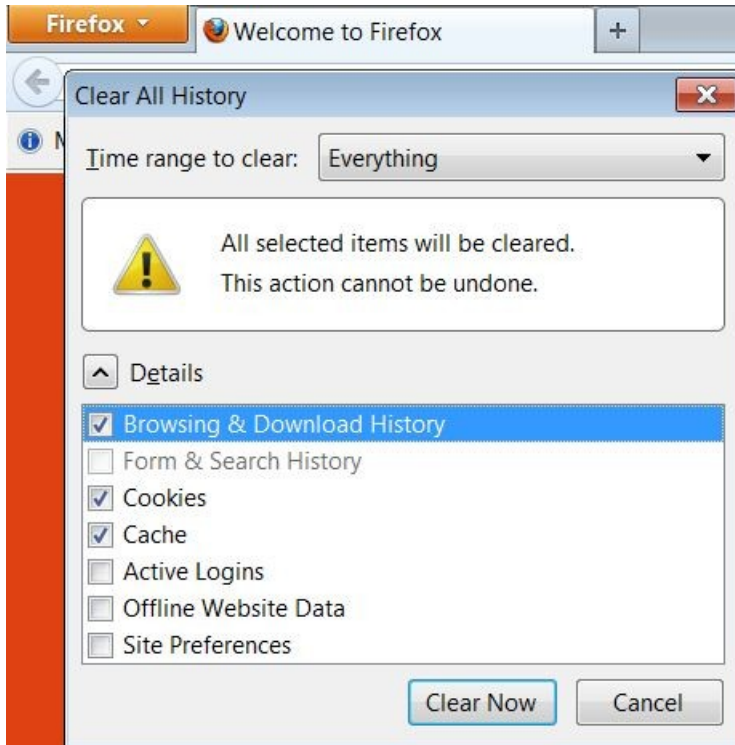 Firefox
Welcome to Firefox
Clear All History
Time range to clear: Everything
All selected items will be cleared.
This action cannot be undone.
Details
Browsing & Download History
Form & Search History
Cookies
Cache
Active Logins
Offline Website Data
Site Preferences
Clear Now Cancel